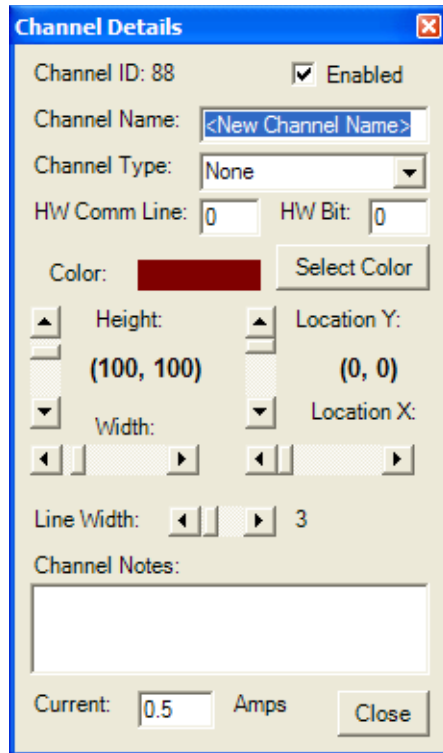 Channel Details
Channel ID: 88 Enabled
Channel Name: <New Channel Name>
Channel Type: None
HW Comm Line: 0 HW Bit: 0
Color: Select Color
Height: Location Y:
(100, 100) (0, 0)
Width: Location X:
Line Width: 3
Channel Notes:
Current: 0.5 Amps Close